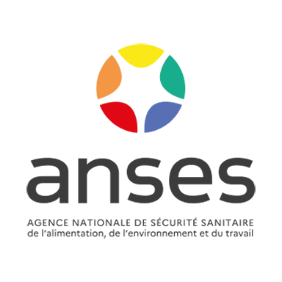 anses
AGENCE NATIONALE DE SÉCURITÉ SANITAIRE
de l'alimentation, de l'environnement et du travail